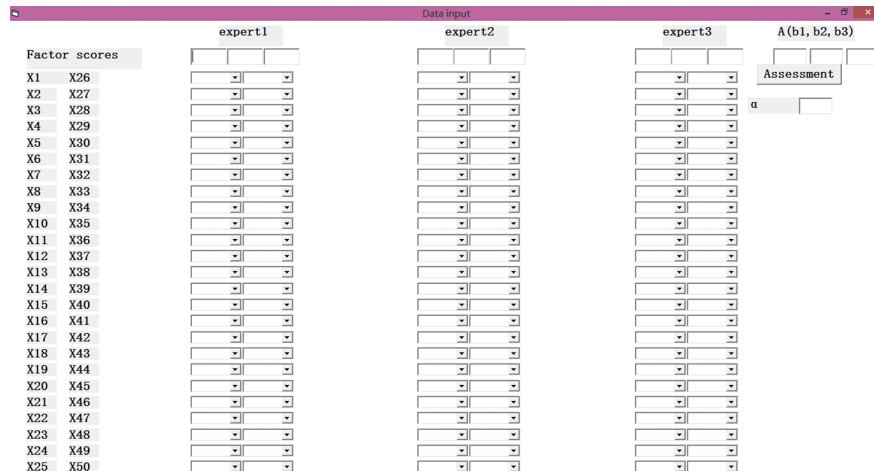 Data input
expert1 expert2 expert3 A(b1, b2, b3)
Factor scores
Assessment
X1 X26
X2 X27
α
X3 X28
X4 X29
X5 X30
X6 X31
X7 X32
X8 X33
X9 X34
X10 X35
X11 X36
X12 X37
X13 X38
X14 X39
X15 X40
X16 X41
X17 X42
X18 X43
X19 X44
X20 X45
X21 X46
X22 X47
X23 X48
X24 X49
X25 X50